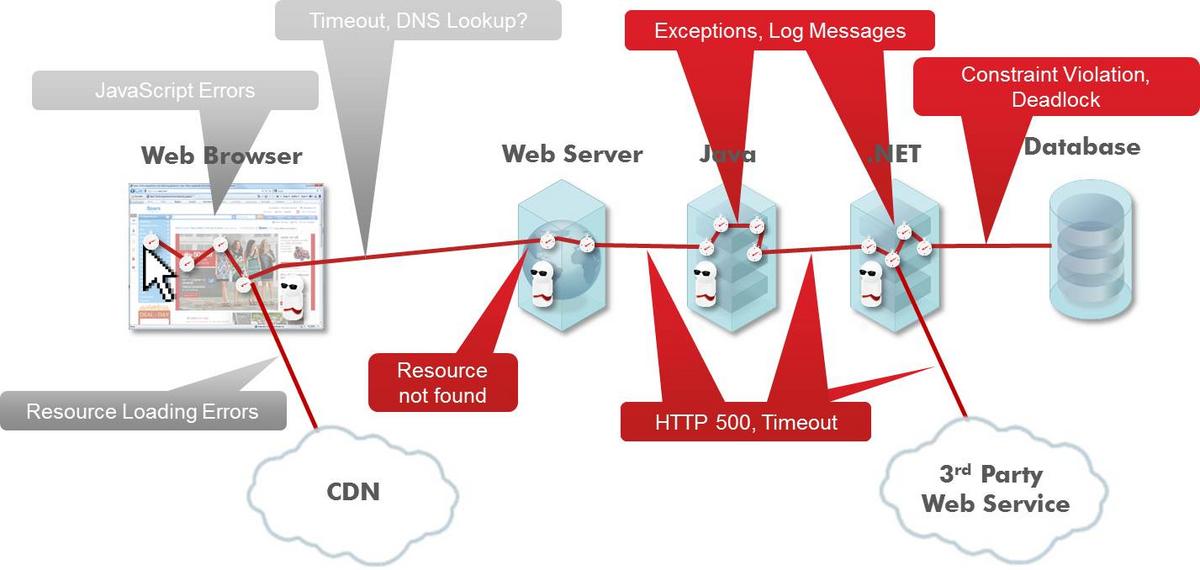 Timeout, DNS Lookup?
Exceptions, Log Messages
JavaScript Errors
Constraint Violation,
Deadlock
Web Browser
Web Server
Java
.NET
Database
Resource
not found
Resource Loading Errors
HTTP 500, Timeout
CDN
3rd Party
Web Service